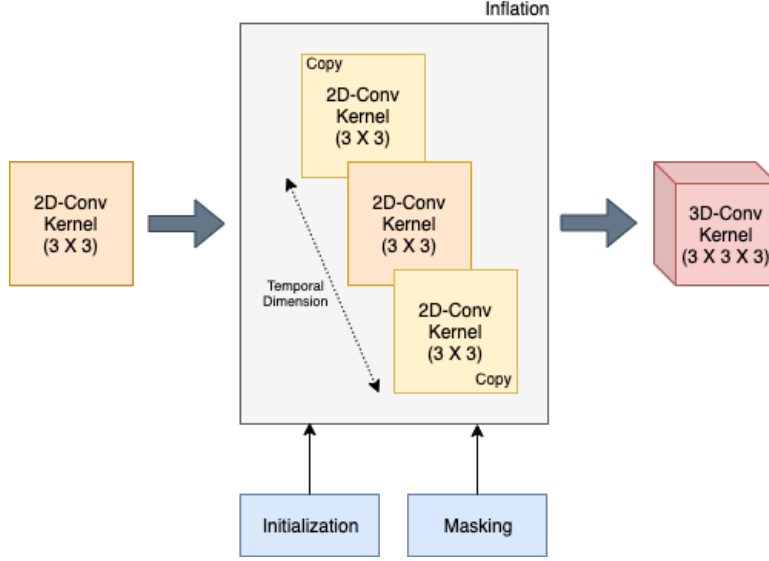 Inflation
Copy
2D-Conv
Kernel
(3 X 3)
2D-Conv
Kernel
(3 X 3)
2D-Conv
Kernel
(3 X 3)
3D-Conv
Kernel
(3 X 3 X 3)
Temporal
Dimension
2D-Conv
Kernel
(3 X 3)
Copy
Initialization
Masking